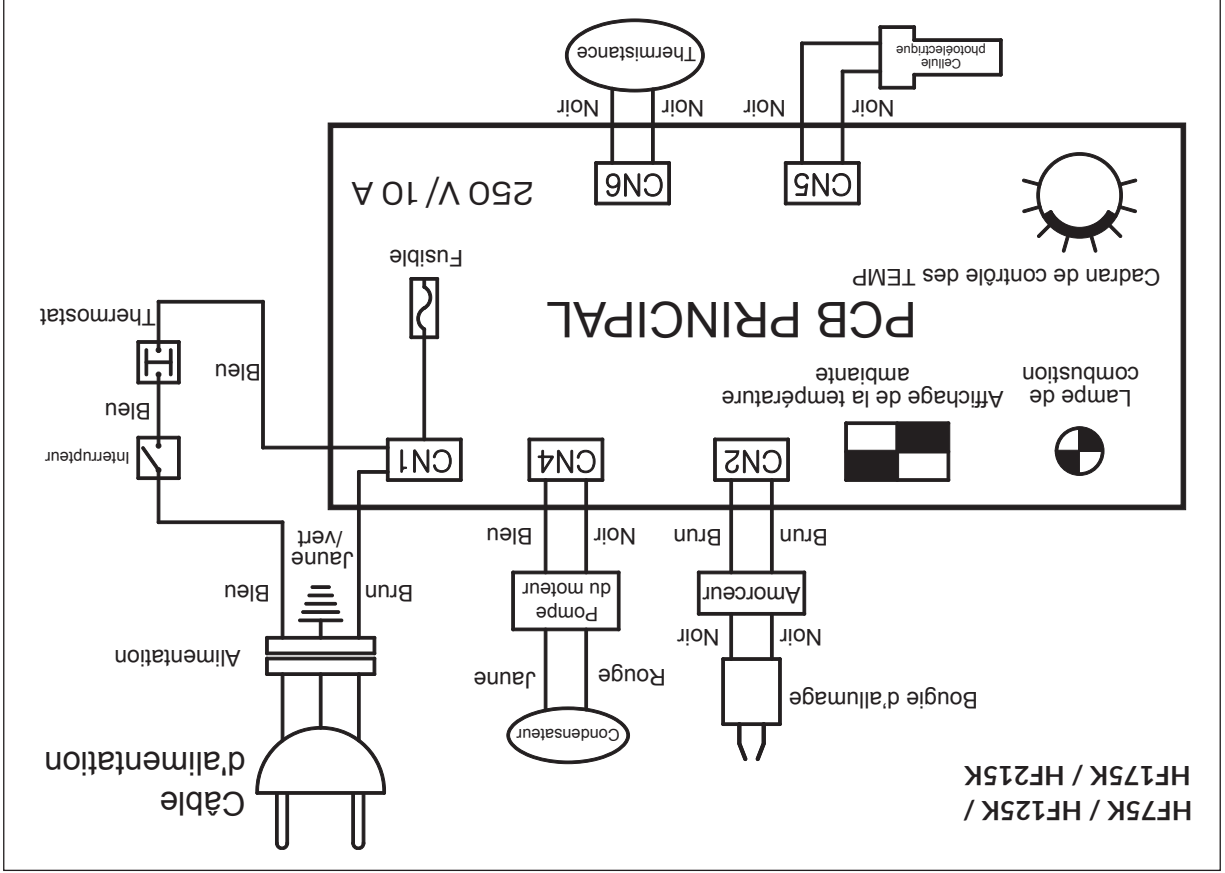 HF75K / HF125K /
HF175K / HF215K
Câble
d'alimentation
Bougie d'allumage
Condensateur
Rouge
Jaune
Alimentation
Noir
Noir
Amorceur
Pompe
du moteur
Brun
Jaune
/vert
Bleu
Brun
Brun
Noir
Bleu
CN2
CN4
CN1
Interrupteur
Lampe de
combustion
Affichage de la température
ambiante
Bleu
Bleu
PCB PRINCIPAL
Thermostat
Cadran de contrôle des TEMP
Fusible
CN5
CN6
250 V/10 A
Noir
Noir
Noir
Noir
Cellule
photoélectrique
Thermistance